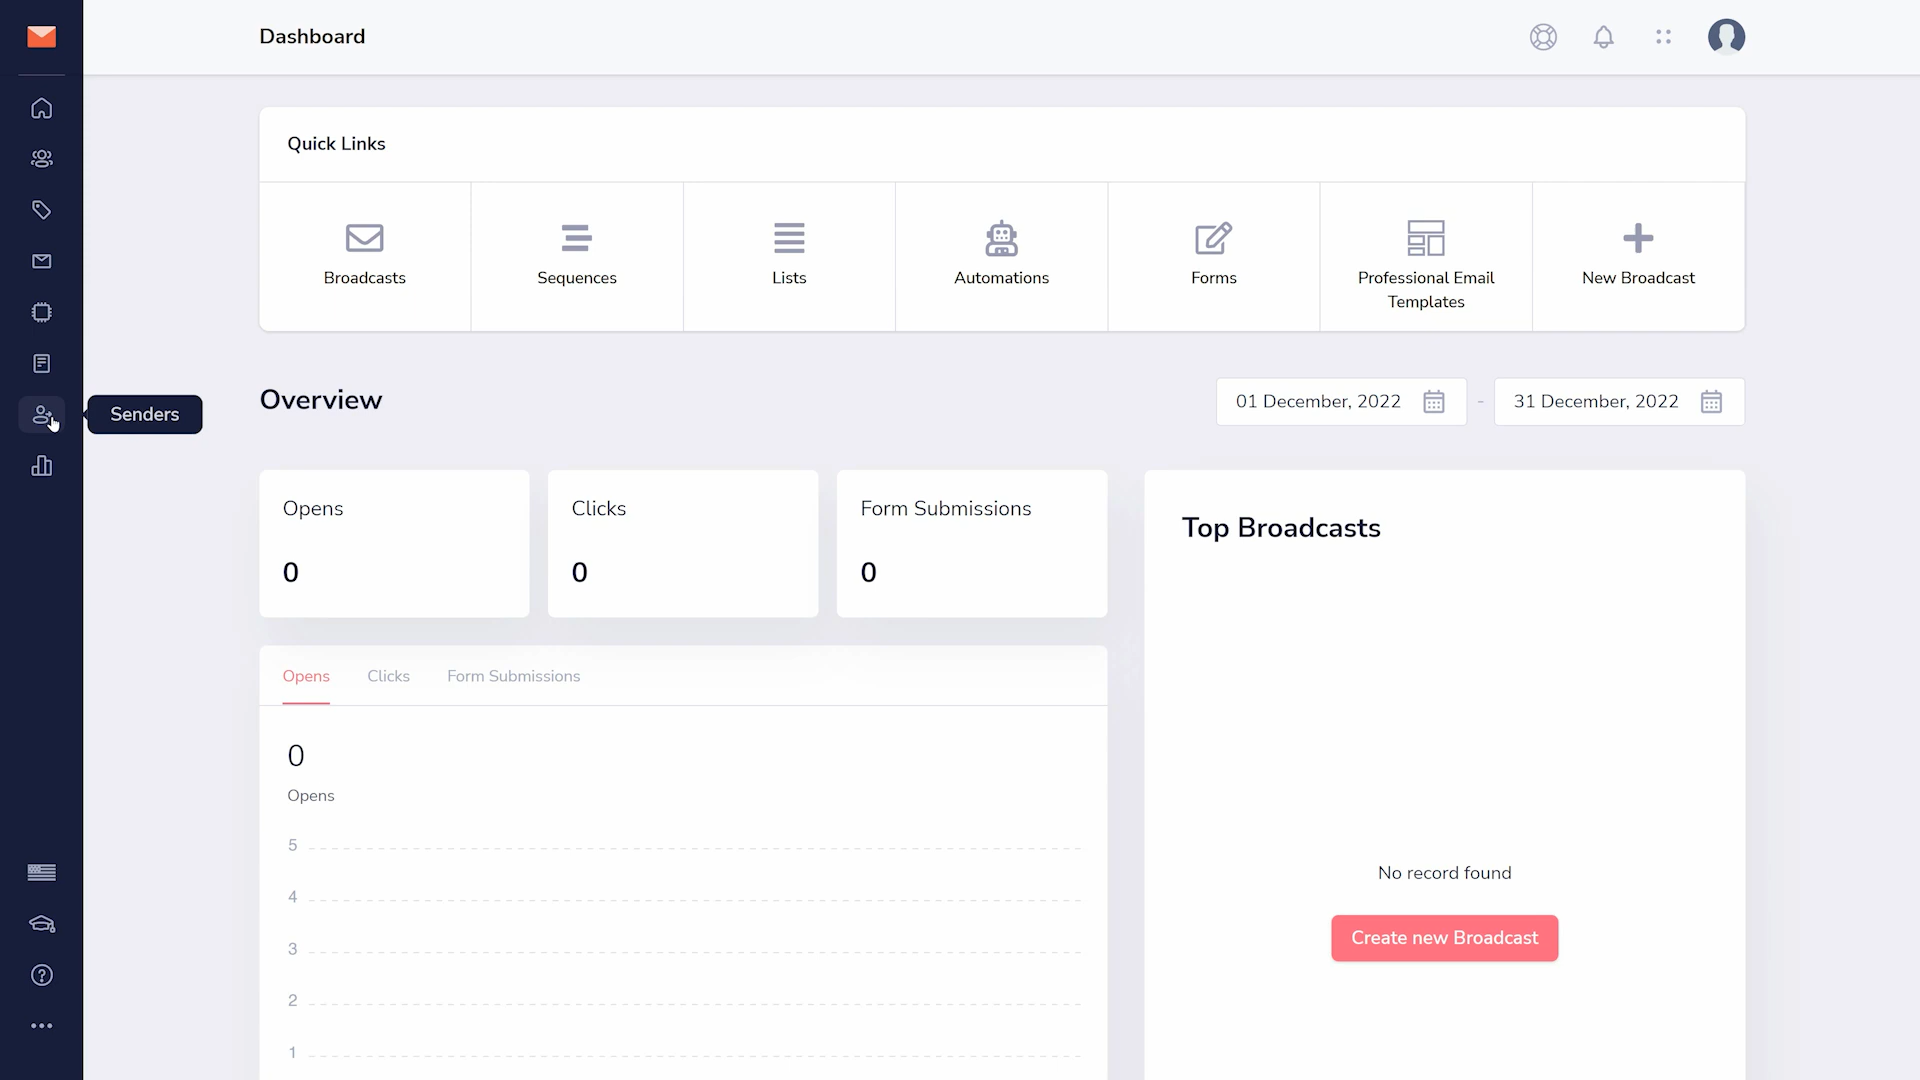 Dashboard
Quick Links
Broadcasts
Sequences
Lists
Automations
Forms
Professional Email
Templates
New Broadcast
Senders
Overview
01 December, 2022
-
31 December, 2022
Opens
0
Clicks
0
Form Submissions
0
Top Broadcasts
Opens
Clicks
Form Submissions
0
Opens
5
4
3
2
1
No record found
Create new Broadcast